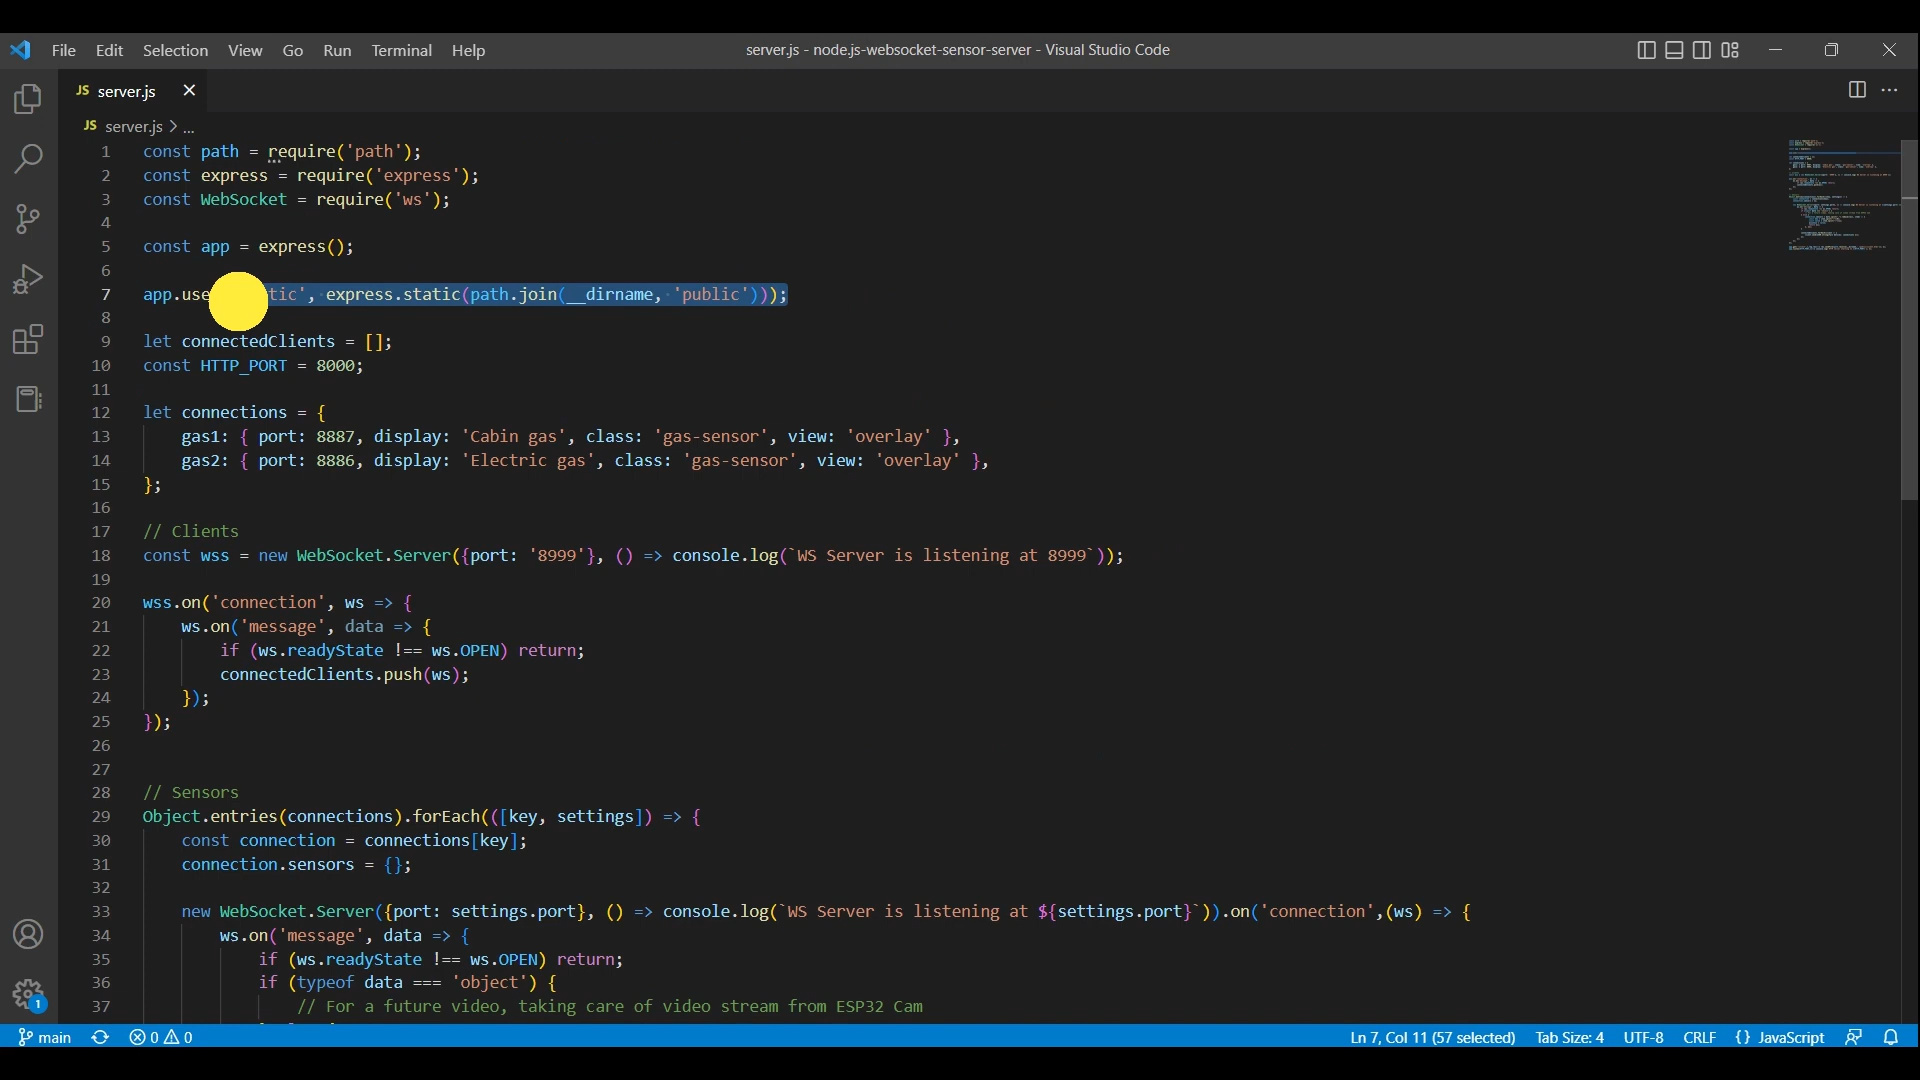 File Edit Selection View Go Run Terminal Help
server.js - node.js-websocket-sensor-server - Visual Studio Code
JS server.js
JS server.js > ...
1 const path = require('path');
2 const express = require('express');
3 const WebSocket = require('ws');
4
5 const app = express();
6
7 app.use tic', express.static(path.join(__dirname, 'public')));
8
9 let connectedClients = [];
10 const HTTP_PORT = 8000;
11
12 let connections = {
13 gas1: { port: 8887, display: 'Cabin gas', class: 'gas-sensor', view: 'overlay' },
14 gas2: { port: 8886, display: 'Electric gas', class: 'gas-sensor', view: 'overlay' },
15 };
16
17 // Clients
18 const wss = new WebSocket.Server({port: '8999'}, () => console.log(`WS Server is listening at 8999`));
19
20 wss.on('connection', ws => {
21 ws.on('message', data => {
22 if (ws.readyState !== ws.OPEN) return;
23 connectedClients.push(ws);
24 });
25 });
26
27
28 // Sensors
29 Object.entries(connections).forEach(([key, settings]) => {
30 const connection = connections[key];
31 connection.sensors = {};
32
33 new WebSocket.Server({port: settings.port}, () => console.log(`WS Server is listening at ${settings.port}`)).on('connection',(ws) => {
34 ws.on('message', data => {
35 if (ws.readyState !== ws.OPEN) return;
36 if (typeof data === 'object') {
37 // For a future video, taking care of video stream from ESP32 Cam
1
main 0 0 Ln 7, Col 11 (57 selected) Tab Size: 4 UTF-8 CRLF {} JavaScript